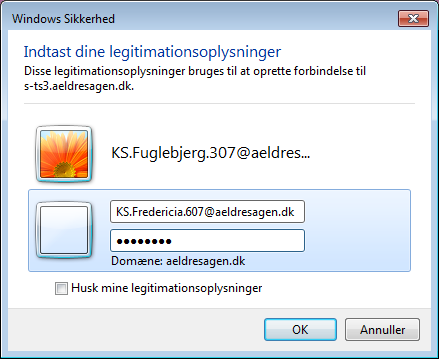 Windows Sikkerhed
Indtast dine legitimationsoplysninger
Disse legitimationsoplysninger bruges til at oprette forbindelse til
s-ts3.aeldresagen.dk.
KS.Fuglebjerg.307@aeldres...
KS.Fredericia.607@aeldresagen.dk
●●●●●●●●
Domæne: aeldresagen.dk
Husk mine legitimationsoplysninger
OK
Annuller